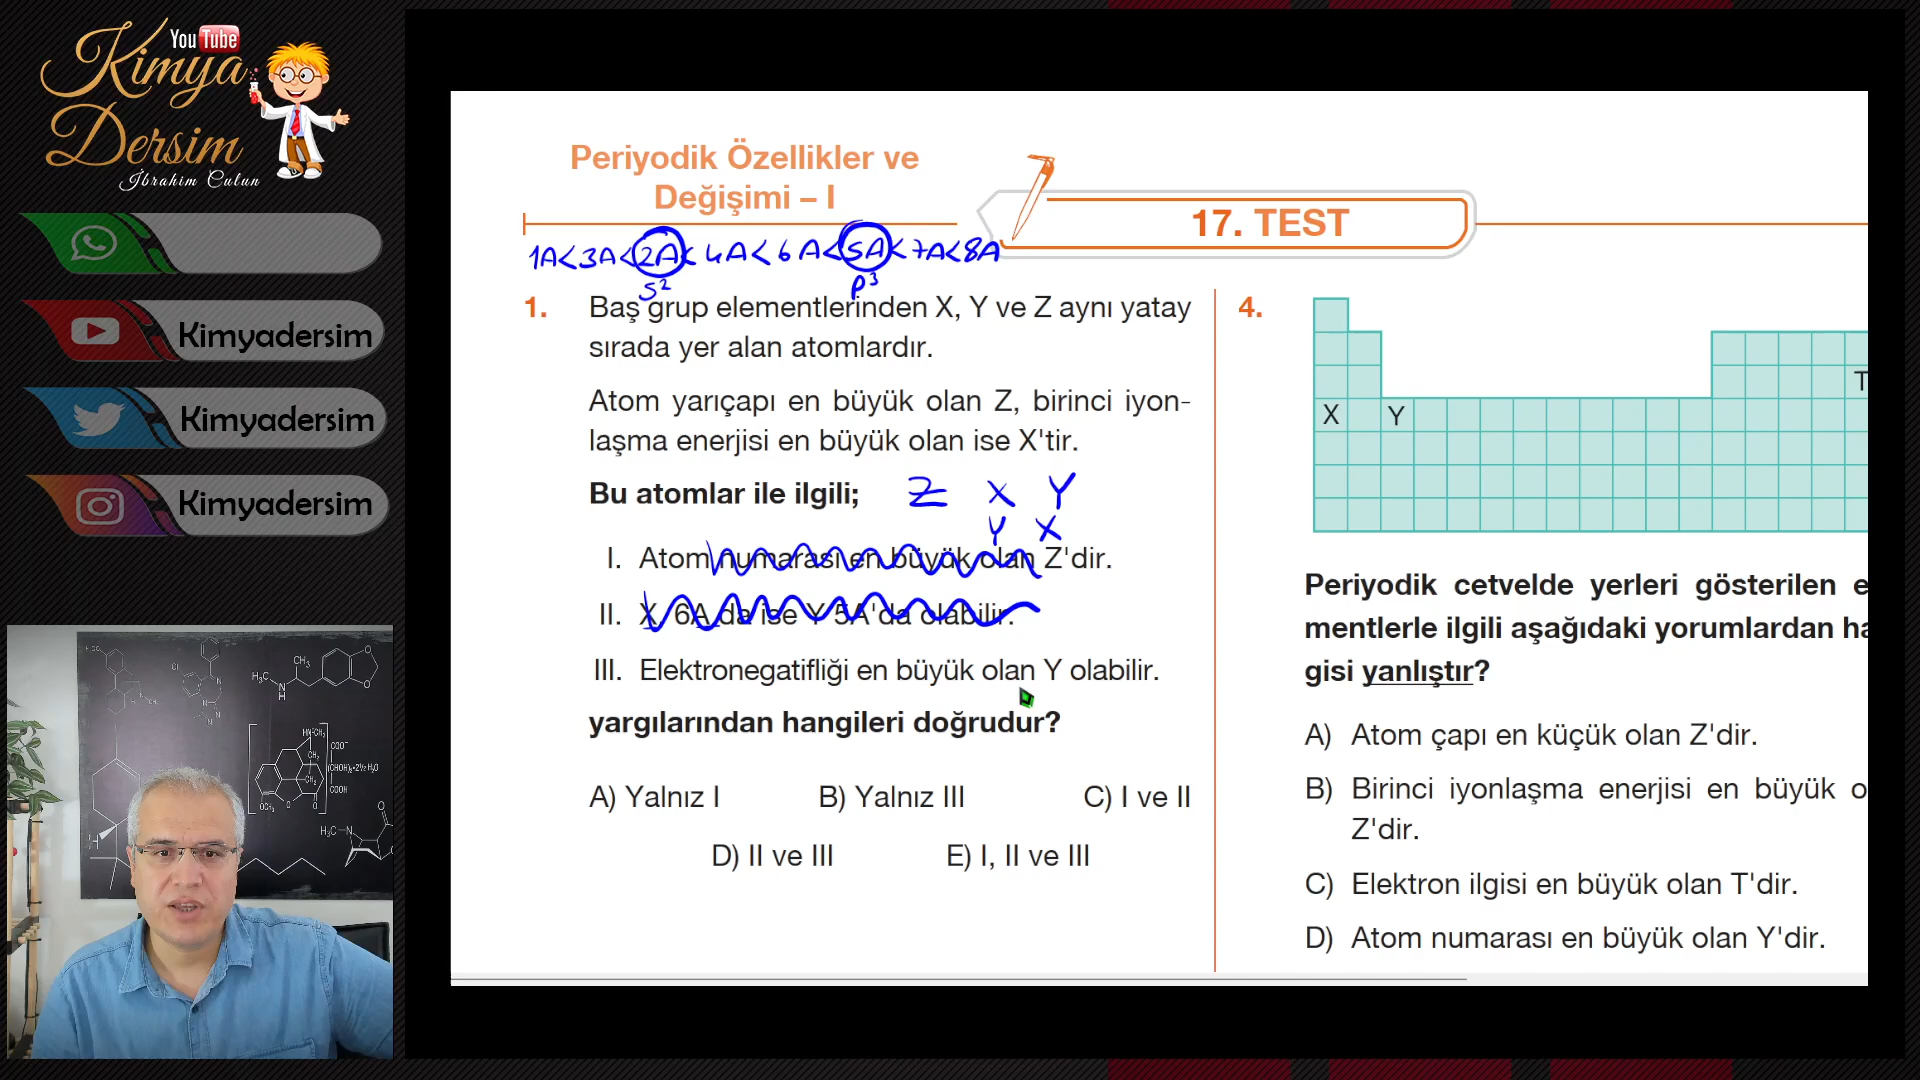 You Tube
Kimya
Dersim
İbrahim Culun
Kimyadersim
Kimyadersim
Kimyadersim
Periyodik Özellikler ve
Değişimi – I
17. TEST
1A<3A<2A<4A<6A<5A<7A<8A
s² p³
1. Baş grup elementlerinden X, Y ve Z aynı yatay
sırada yer alan atomlardır.
Atom yarıçapı en büyük olan Z, birinci iyon-
laşma enerjisi en büyük olan ise X'tir.
Bu atomlar ile ilgili; Z X Y
Y X
I. Atom numarası en büyük olan Z'dir.
II. X, 6A da ise Y 5A'da olabilir.
III. Elektronegatifliği en büyük olan Y olabilir.
yargılarından hangileri doğrudur?
A) Yalnız I B) Yalnız III C) I ve II
D) II ve III E) I, II ve III
4.
T
X Y
Periyodik cetvelde yerleri gösterilen e
mentlerle ilgili aşağıdaki yorumlardan ha
gisi yanlıştır?
A) Atom çapı en küçük olan Z'dir.
B) Birinci iyonlaşma enerjisi en büyük o
Z'dir.
C) Elektron ilgisi en büyük olan T'dir.
D) Atom numarası en büyük olan Y'dir.